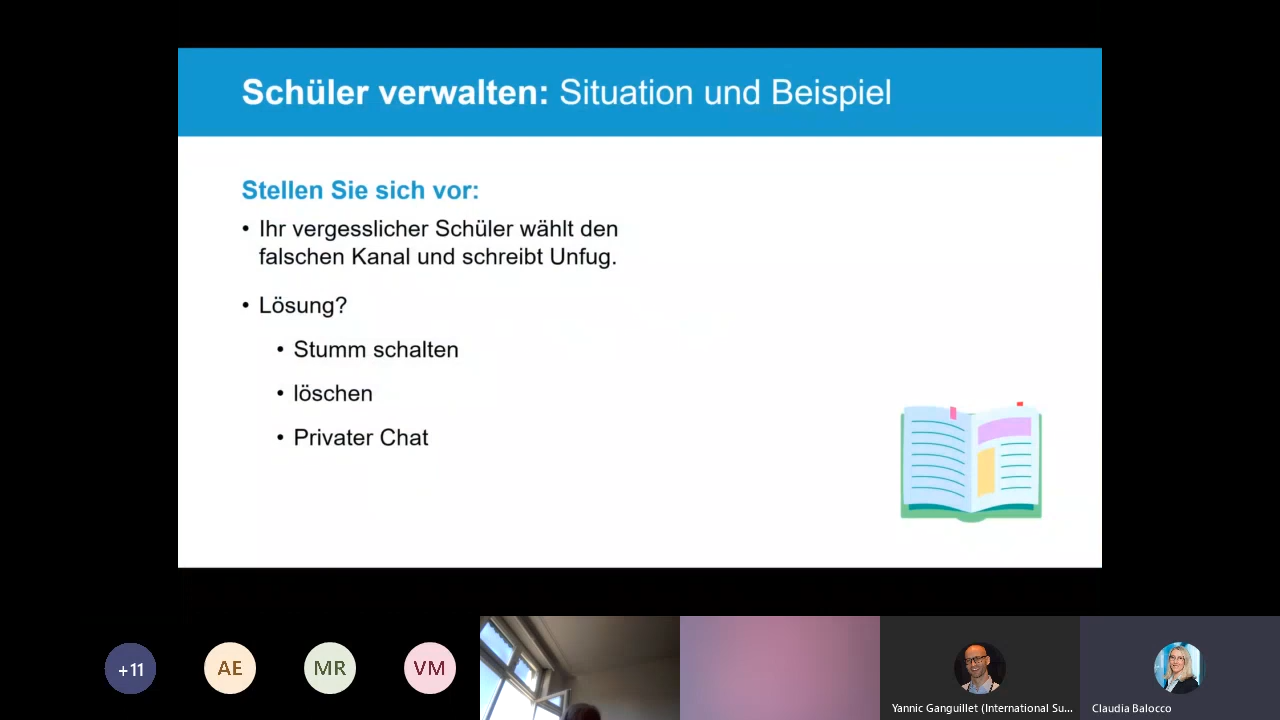 Schüler verwalten: Situation und Beispiel
Stellen Sie sich vor:
• Ihr vergesslicher Schüler wählt den
falschen Kanal und schreibt Unfug.
• Lösung?
• Stumm schalten
• löschen
• Privater Chat
+11
AE
MR
VM
Yannic Ganguillet (International Su...
Claudia Balocco